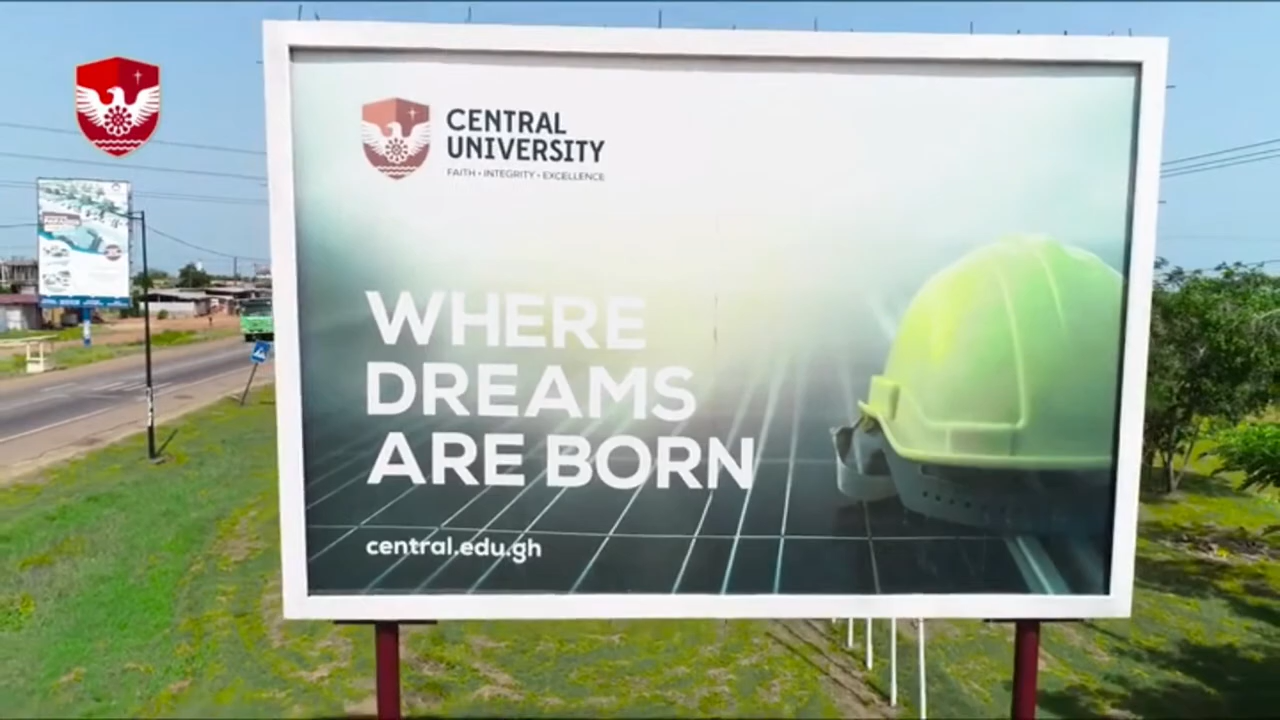 CENTRAL
UNIVERSITY
FAITH • INTEGRITY • EXCELLENCE
WHERE
DREAMS
ARE BORN
central.edu.gh